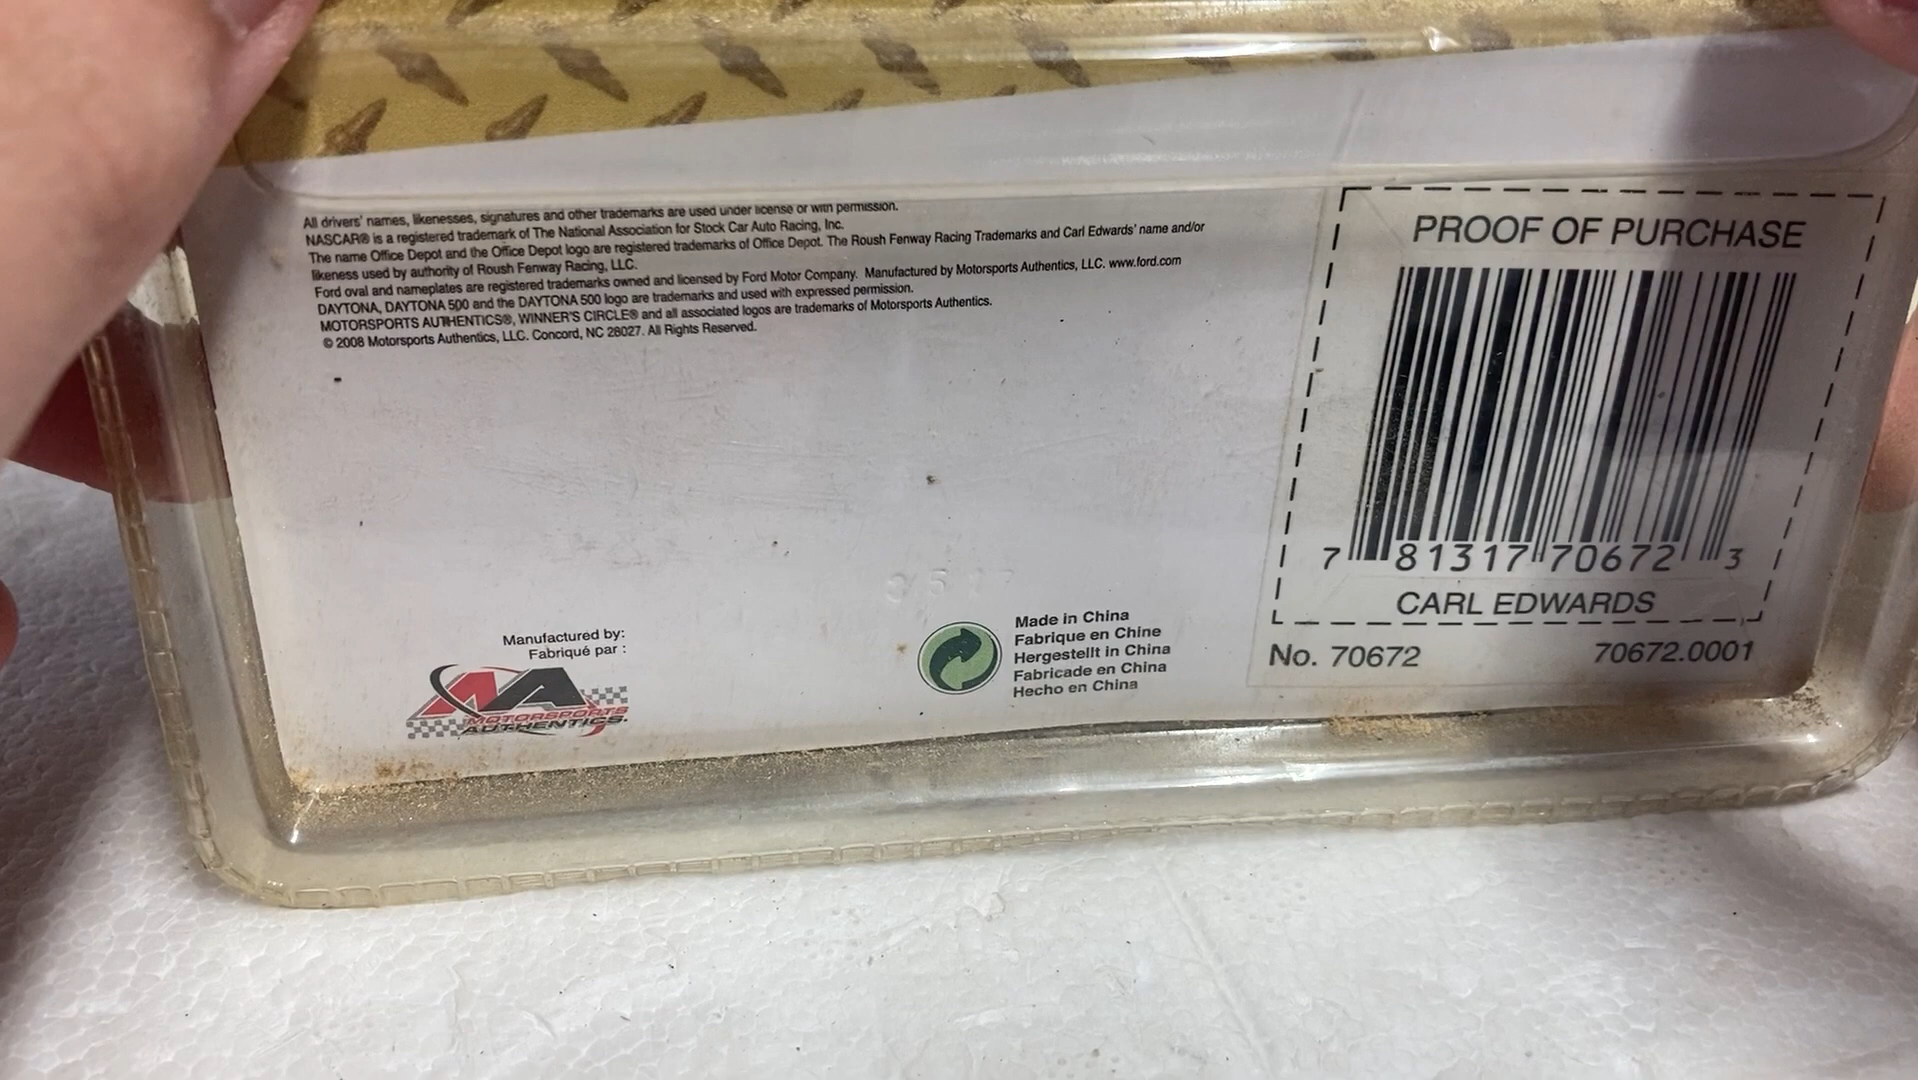 All drivers' names, likenesses, signatures and other trademarks are used under license or with permission.
NASCAR® is a registered trademark of The National Association for Stock Car Auto Racing, Inc.
The name Office Depot and the Office Depot logo are registered trademarks of Office Depot. The Roush Fenway Racing Trademarks and Carl Edwards' name and/or
likeness used by authority of Roush Fenway Racing, LLC.
Ford oval and nameplates are registered trademarks owned and licensed by Ford Motor Company. Manufactured by Motorsports Authentics, LLC. www.ford.com
DAYTONA, DAYTONA 500 and the DAYTONA 500 logo are trademarks and used with expressed permission.
MOTORSPORTS AUTHENTICS®, WINNER'S CIRCLE® and all associated logos are trademarks of Motorsports Authentics.
© 2008 Motorsports Authentics, LLC. Concord, NC 28027. All Rights Reserved.
PROOF OF PURCHASE
7 81317 70672 3
CARL EDWARDS
No. 70672 70672.0001
Manufactured by:
Fabriqué par :
MA
MOTORSPORTS
AUTHENTICS.
Made in China
Fabrique en Chine
Hergestellt in China
Fabricade en China
Hecho en China